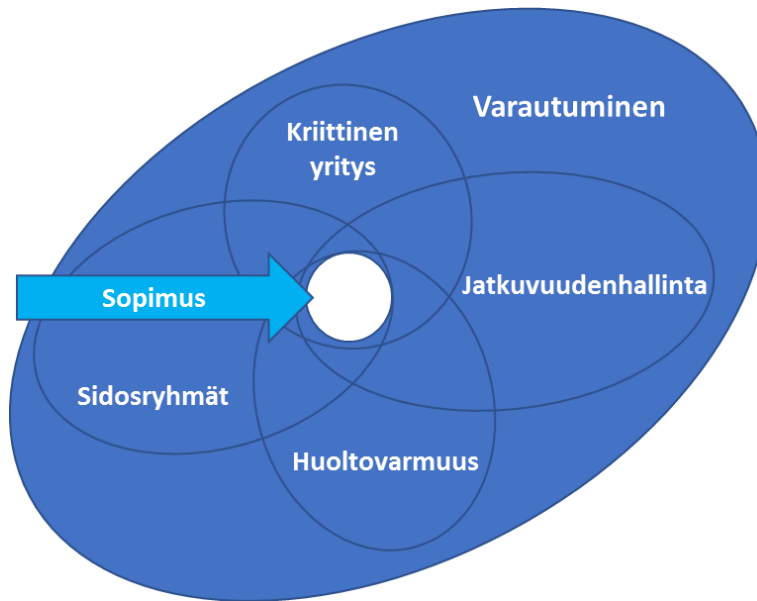 Varautuminen
Kriittinen
yritys
Jatkuvuudenhallinta
Sopimus
Sidosryhmät
Huoltovarmuus